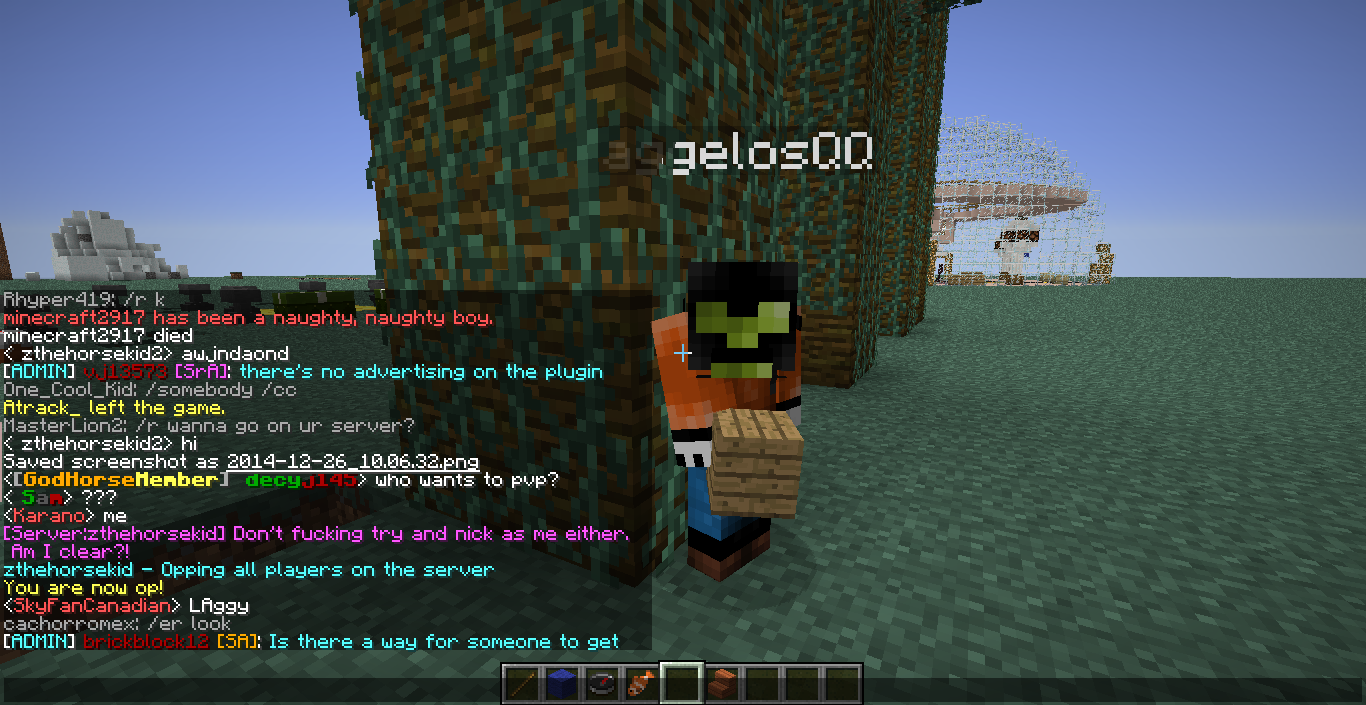 aggelosQQ
Rhyper419: /r k
minecraft2917 has been a naughty, naughty boy.
minecraft2917 died
< zthehorsekid2> awjndaond
[ADMIN] vj13573 [SrA]: there's no advertising on the plugin
One_Cool_Kid: /somebody /cc
Atrack_ left the game.
MasterLion2: /r wanna go on ur server?
< zthehorsekid2> hi
Saved screenshot as 2014-12-26_10.06.32.png
<[GodHorseMember] decyj145> who wants to pvp?
< Sam> ???
<Karano> me
[Server:zthehorsekid] Don't fucking try and nick as me either.
Am I clear?!
zthehorsekid - Opping all players on the server
You are now op!
<SkyFanCanadian> LAggy
cachorromex: /er look
[ADMIN] brickblock12 [SA]: Is there a way for someone to get